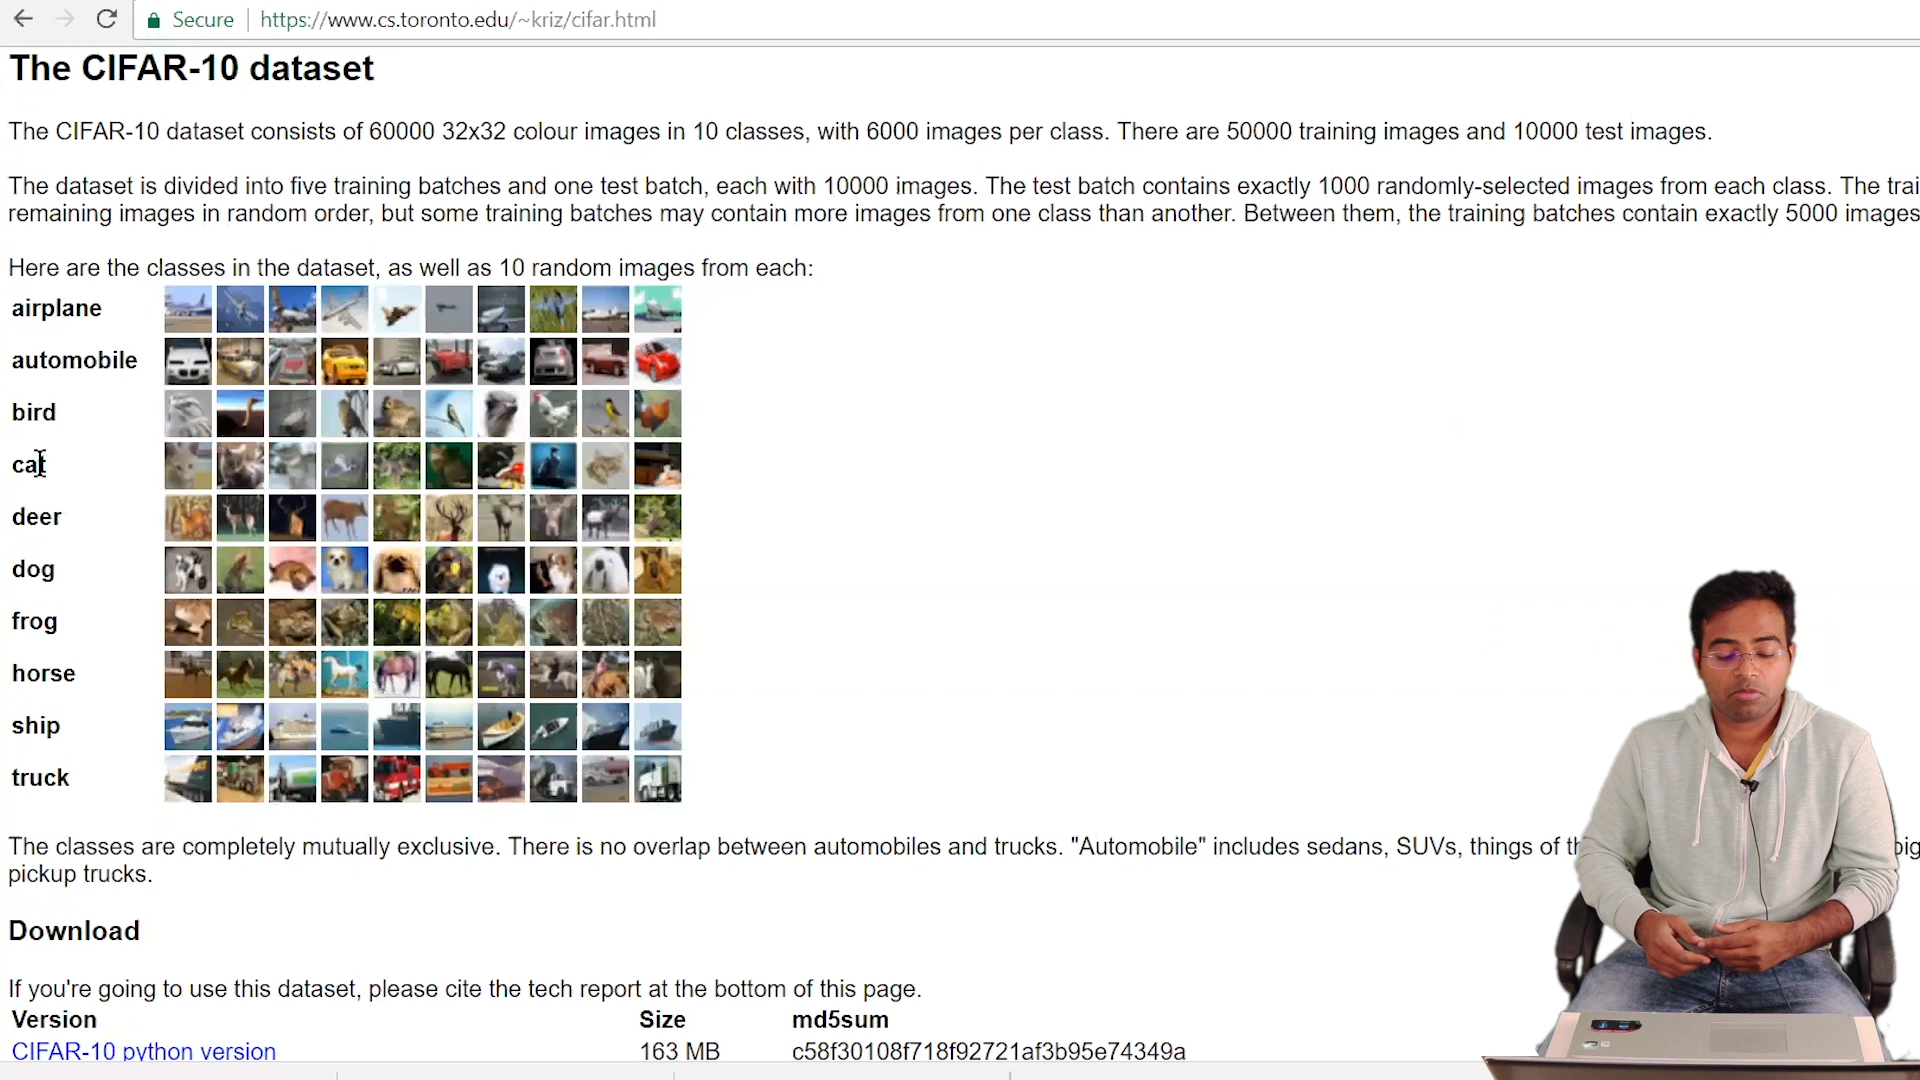 Secure https://www.cs.toronto.edu/~kriz/cifar.html
The CIFAR-10 dataset
The CIFAR-10 dataset consists of 60000 32x32 colour images in 10 classes, with 6000 images per class. There are 50000 training images and 10000 test images.
The dataset is divided into five training batches and one test batch, each with 10000 images. The test batch contains exactly 1000 randomly-selected images from each class. The trai
remaining images in random order, but some training batches may contain more images from one class than another. Between them, the training batches contain exactly 5000 images
Here are the classes in the dataset, as well as 10 random images from each:
airplane
automobile
bird
cat
deer
dog
frog
horse
ship
truck
The classes are completely mutually exclusive. There is no overlap between automobiles and trucks. "Automobile" includes sedans, SUVs, things of th big
pickup trucks.
Download
If you're going to use this dataset, please cite the tech report at the bottom of this page.
Version Size md5sum
CIFAR-10 python version 163 MB c58f30108f718f92721af3b95e74349a